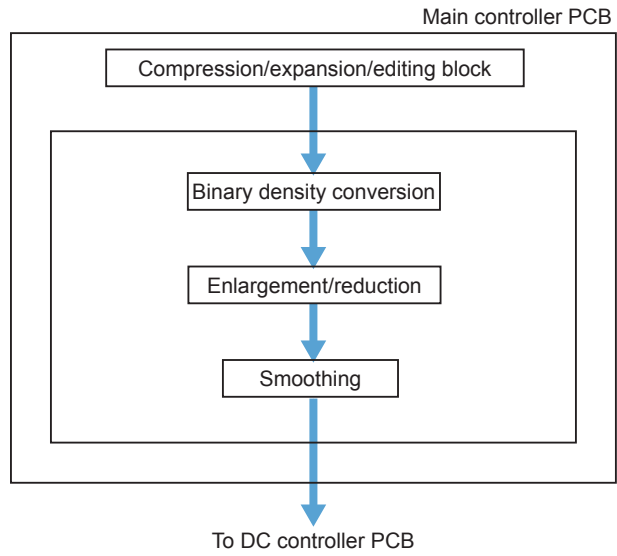 Main controller PCB
Compression/expansion/editing block
Binary density conversion
Enlargement/reduction
Smoothing
To DC controller PCB